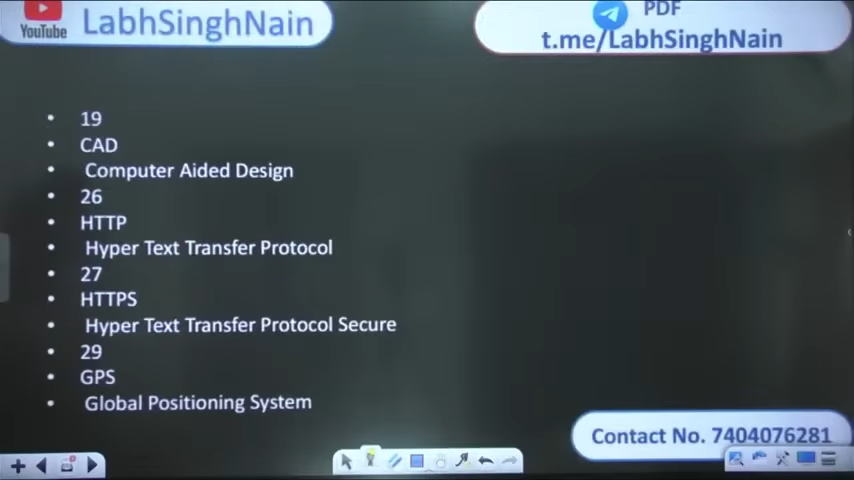 YouTube
LabhSinghNain
PDF
t.me/LabhSinghNain
• 19
• CAD
• Computer Aided Design
• 26
• HTTP
• Hyper Text Transfer Protocol
• 27
• HTTPS
• Hyper Text Transfer Protocol Secure
• 29
• GPS
• Global Positioning System
Contact No. 7404076281